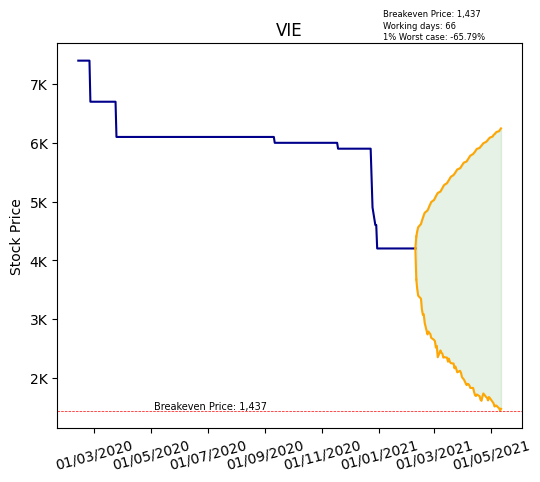 Breakeven Price: 1,437
Working days: 66
1% Worst case: -65.79%
VIE
Stock Price
7K
6K
5K
4K
3K
2K
Breakeven Price: 1,437
01/03/2020
01/05/2020
01/07/2020
01/09/2020
01/11/2020
01/01/2021
01/03/2021
01/05/2021